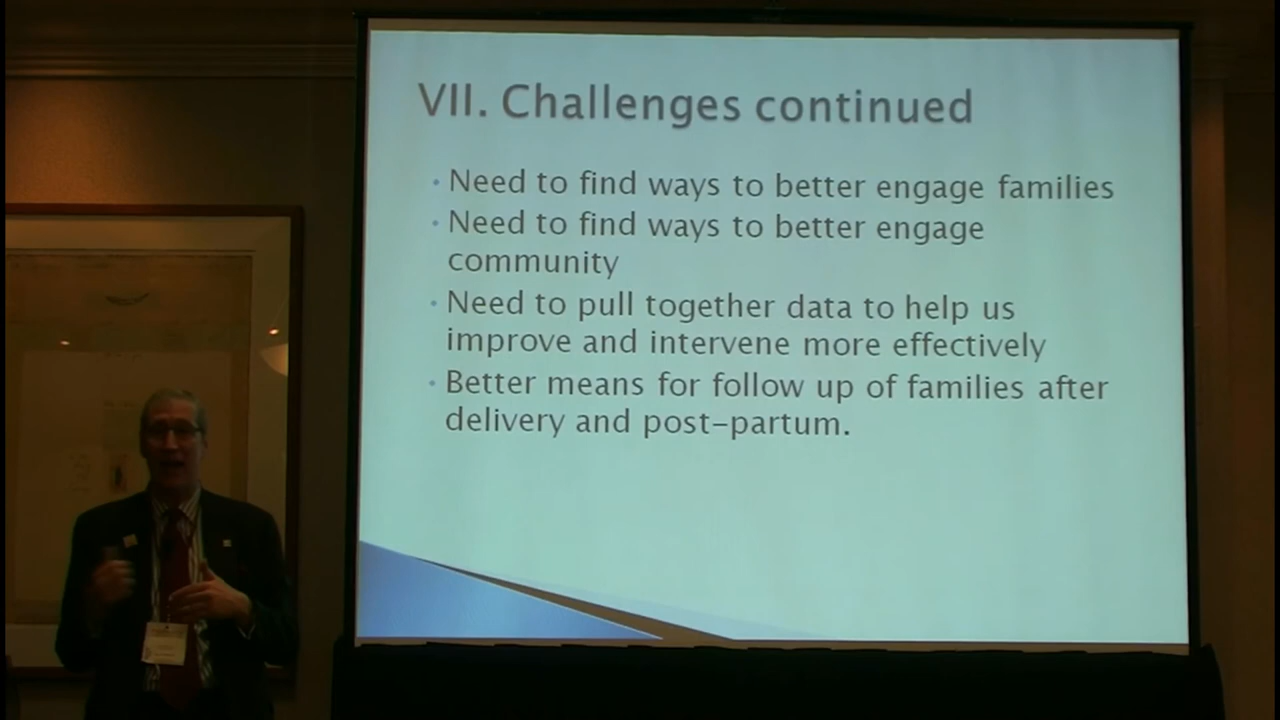 VII. Challenges continued
• Need to find ways to better engage families
• Need to find ways to better engage
community
• Need to pull together data to help us
improve and intervene more effectively
• Better means for follow up of families after
delivery and post-partum.